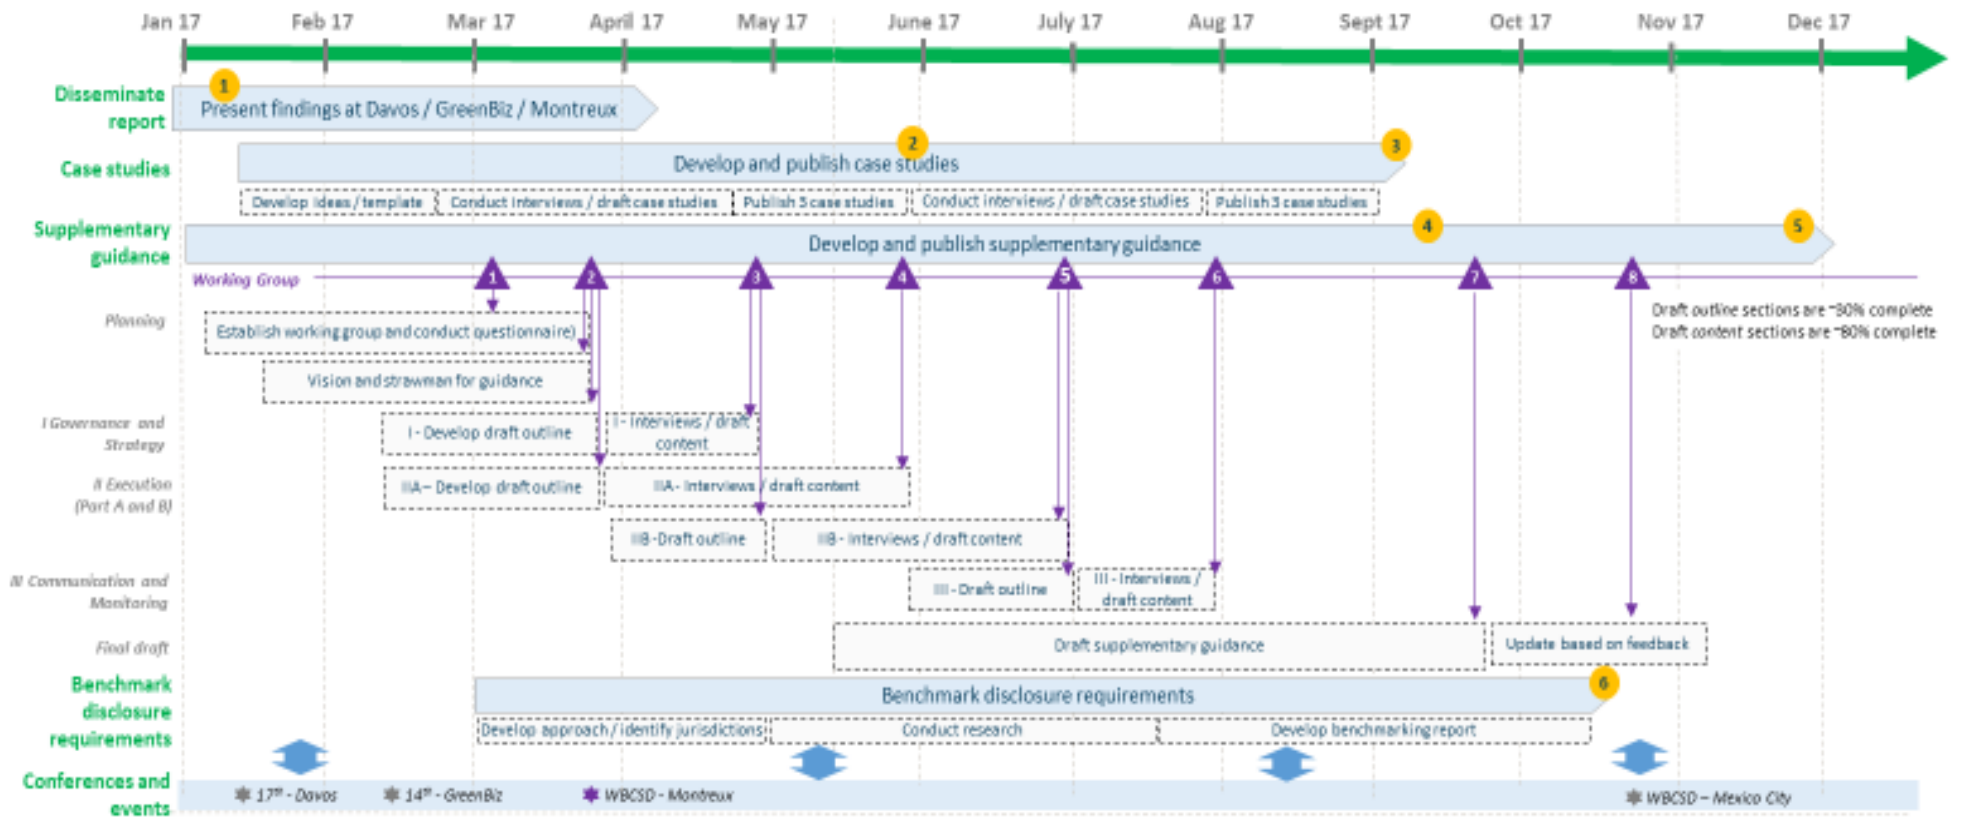 Jan 17 Feb 17 Mar 17 April 17 May 17 June 17 July 17 Aug 17 Sept 17 Oct 17 Nov 17 Dec 17
1
Disseminate
report
Present findings at Davos / GreenBiz / Montreux
2 3
Case studies
Develop and publish case studies
Develop ideas / template Conduct interviews / draft case studies Publish 3 case studies Conduct interviews / draft case studies Publish 3 case studies
4 5
Supplementary
guidance
Develop and publish supplementary guidance
Working Group 1 2 3 4 5 6 7 8
Draft outline sections are ~30% complete
Draft content sections are ~80% complete
Planning
Establish working group and conduct questionnaire)
Vision and strawman for guidance
I Governance and
Strategy
I - Develop draft outline
I - Interviews / draft
content
II Execution
(Part A and B)
IIA – Develop draft outline IIA - Interviews / draft content
IIB -Draft outline IIB - Interviews / draft content
III Communication and
Monitoring
III - Draft outline
III - Interviews /
draft content
Final draft
Draft supplementary guidance Update based on feedback
6
Benchmark
disclosure
requirements
Benchmark disclosure requirements
Develop approach / identify jurisdictions Conduct research Develop benchmarking report
Conferences and
events
17th - Davos 14th - GreenBiz WBCSD - Montreux WBCSD – Mexico City